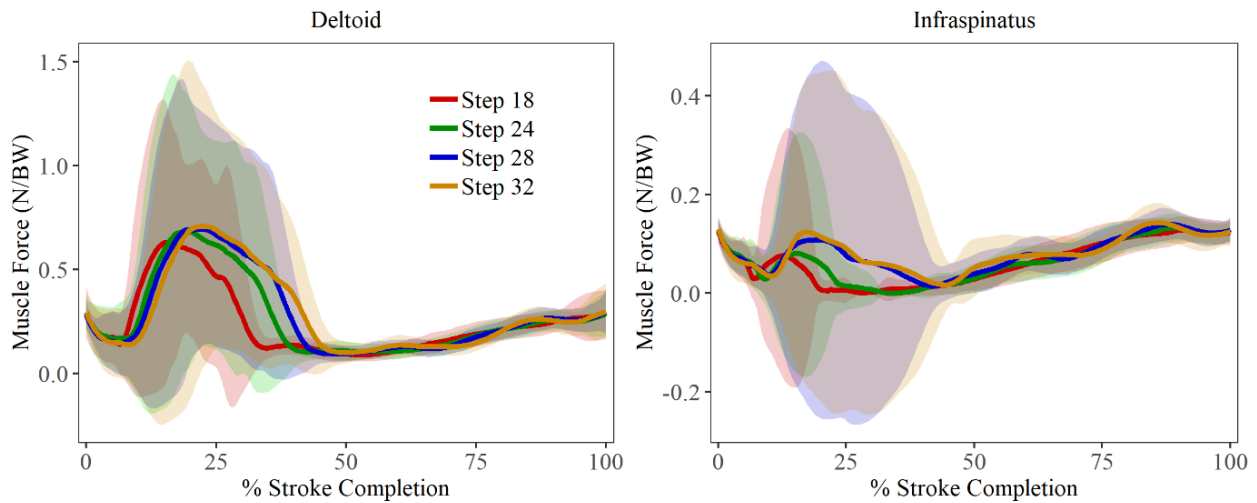 Deltoid
1.5
1.0
0.5
0.0
Muscle Force (N/BW)
Step 18
Step 24
Step 28
Step 32
0
25
50
75
100
% Stroke Completion
Infraspinatus
0.4
0.2
0.0
-0.2
Muscle Force (N/BW)
0
25
50
75
100
% Stroke Completion